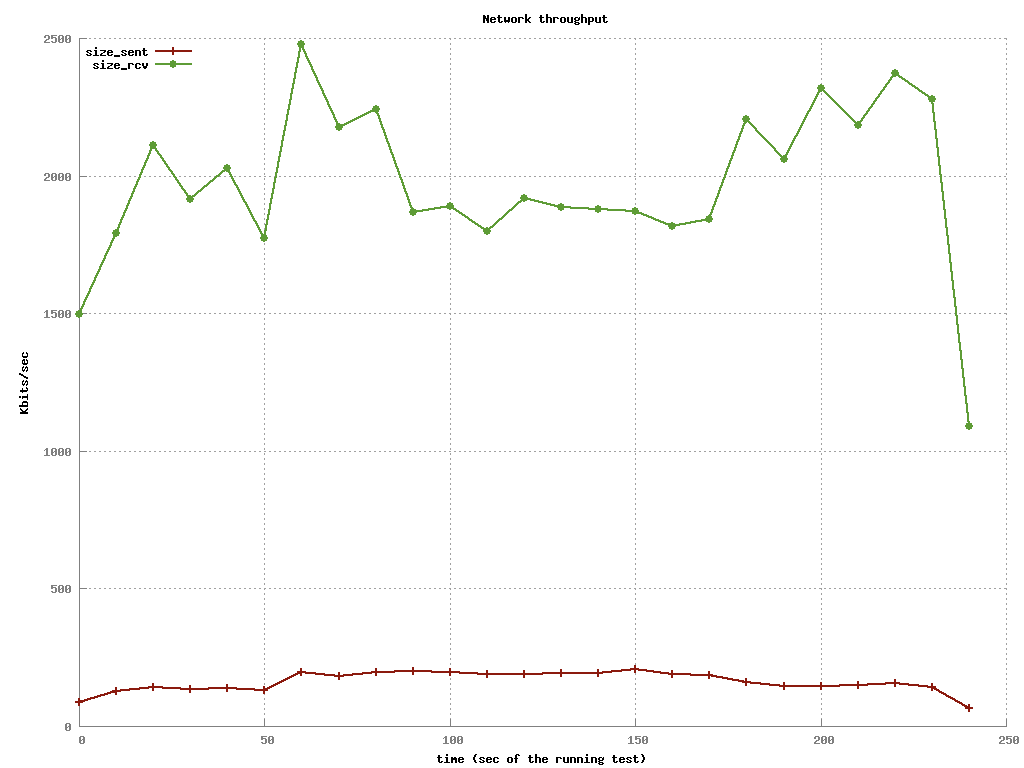 Network throughput
size_sent
size_rcv
2500
2000
1500
1000
500
0
Kbits/sec
0 50 100 150 200 250
time (sec of the running test)